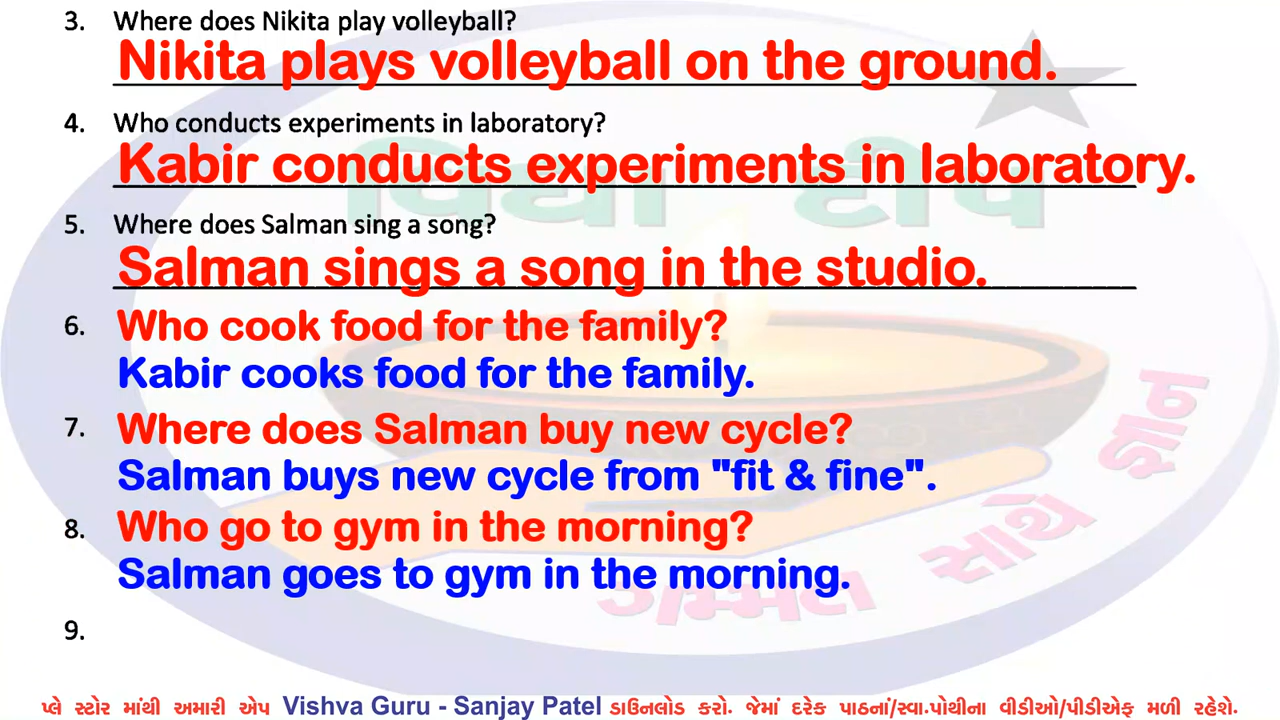 3. Where does Nikita play volleyball?
Nikita plays volleyball on the ground.
4. Who conducts experiments in laboratory?
Kabir conducts experiments in laboratory.
5. Where does Salman sing a song?
Salman sings a song in the studio.
6. Who cook food for the family?
Kabir cooks food for the family.
7. Where does Salman buy new cycle?
Salman buys new cycle from "fit & fine".
8. Who go to gym in the morning?
Salman goes to gym in the morning.
9.
વિદ્યા દીપ
ગમ્મત સાથે જ્ઞાન
પ્લે સ્ટોર માંથી અમારી એપ Vishva Guru - Sanjay Patel ડાઉનલોડ કરો. જેમાં દરેક પાઠનાં/સ્વા.પોથીના વીડીઓ/પીડીએફ મળી રહેશે.